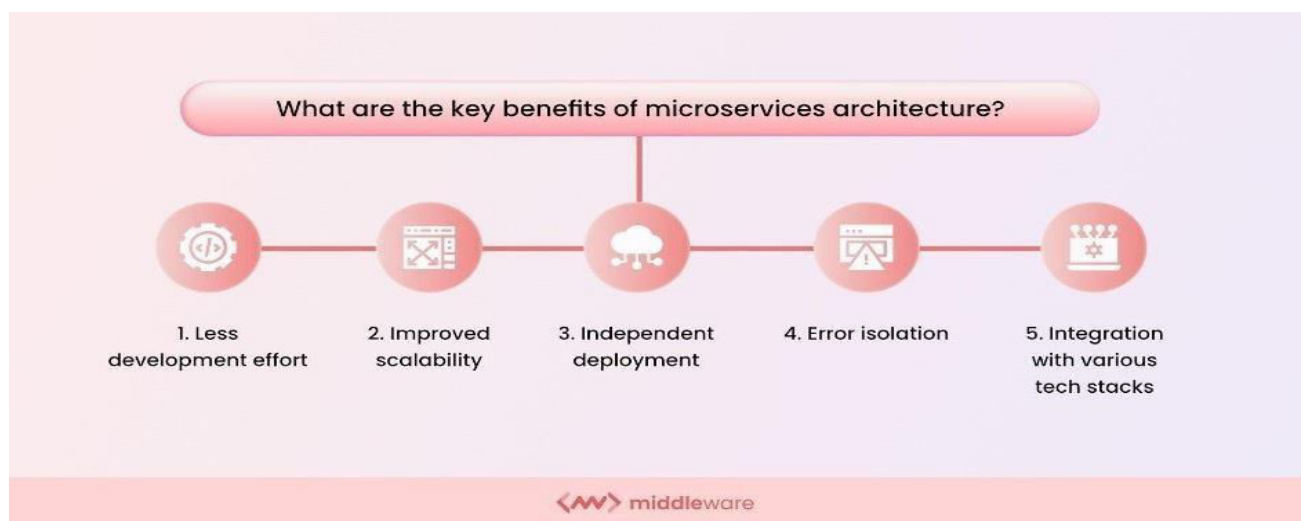 What are the key benefits of microservices architecture?
1. Less
development effort
2. Improved
scalability
3. Independent
deployment
4. Error isolation
5. Integration
with various
tech stacks
middleware